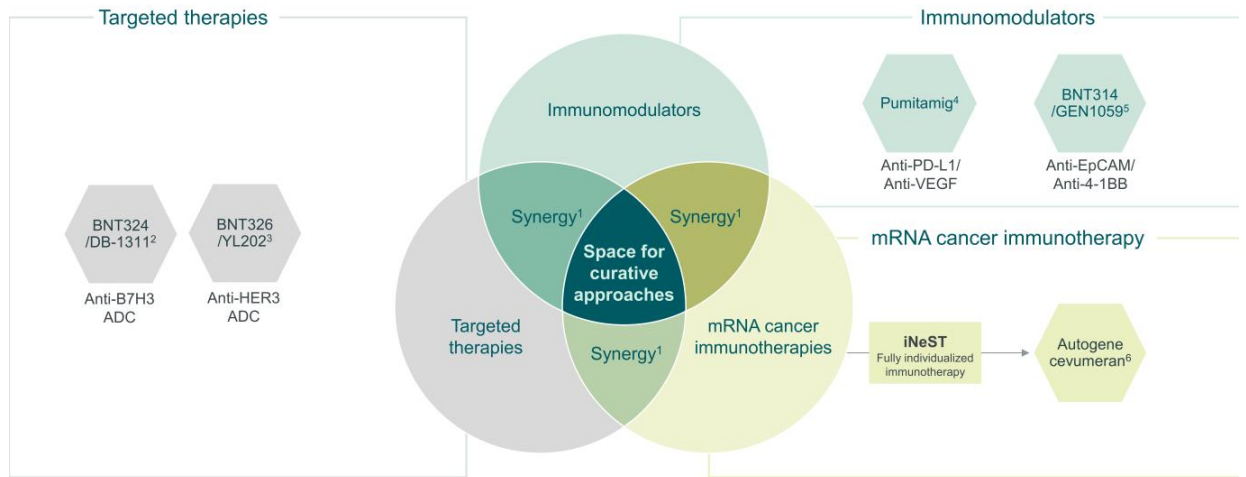 Targeted therapies
BNT324
/DB-1311²
Anti-B7H3
ADC
BNT326
/YL202³
Anti-HER3
ADC
Immunomodulators
Synergy¹
Synergy¹
Space for
curative
approaches
Targeted
therapies
Synergy¹
mRNA cancer
immunotherapies
Immunomodulators
Pumitamig⁴
Anti-PD-L1/
Anti-VEGF
BNT314
/GEN1059⁵
Anti-EpCAM/
Anti-4-1BB
mRNA cancer immunotherapy
iNeST
Fully individualized
immunotherapy
Autogene
cevumeran⁶